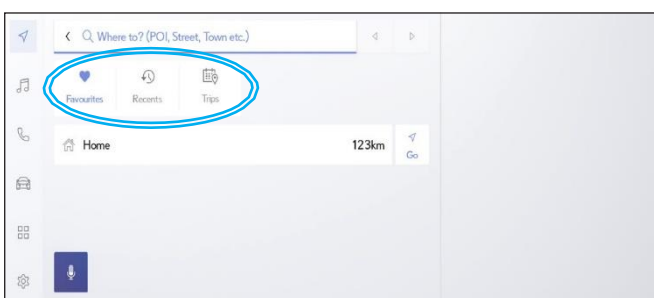 Where to? (POI, Street, Town etc.)
Favourites Recents Trips
Home 123km
Go